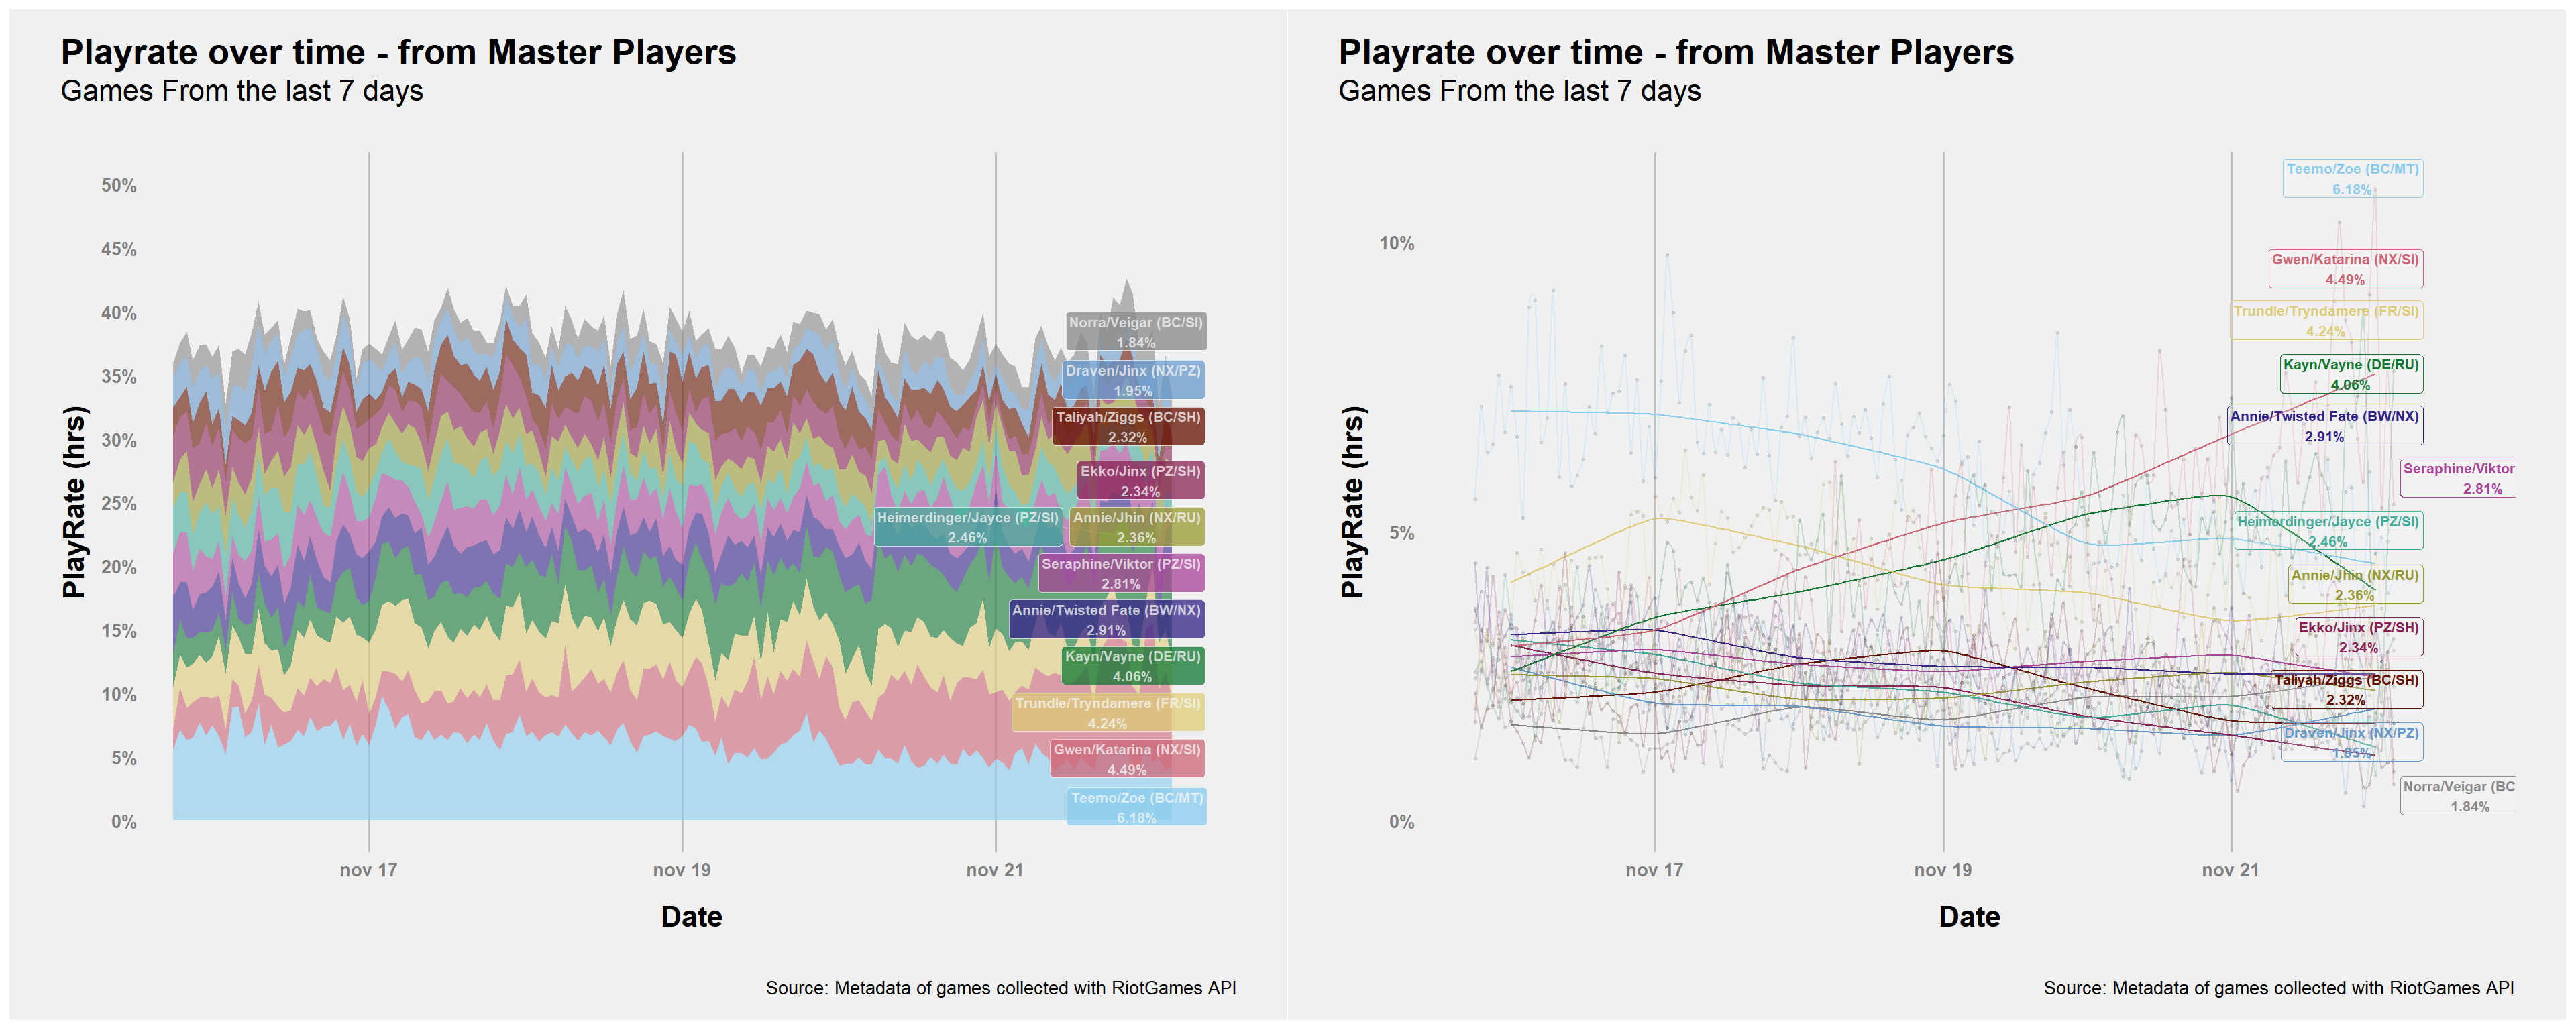 Playrate over time - from Master Players
Games From the last 7 days
PlayRate (hrs)
50%
45%
40%
35%
30%
25%
20%
15%
10%
5%
0%
Norra/Veigar (BC/SI)
1.84%
Draven/Jinx (NX/PZ)
1.95%
Taliyah/Ziggs (BC/SH)
2.32%
Ekko/Jinx (PZ/SH)
2.34%
Heimerdinger/Jayce (PZ/SI)
2.46%
Annie/Jhin (NX/RU)
2.36%
Seraphine/Viktor (PZ/SI)
2.81%
Annie/Twisted Fate (BW/NX)
2.91%
Kayn/Vayne (DE/RU)
4.06%
Trundle/Tryndamere (FR/SI)
4.24%
Gwen/Katarina (NX/SI)
4.49%
Teemo/Zoe (BC/MT)
6.18%
nov 17
nov 19
nov 21
Date
Source: Metadata of games collected with RiotGames API
Playrate over time - from Master Players
Games From the last 7 days
PlayRate (hrs)
10%
5%
0%
Teemo/Zoe (BC/MT)
6.18%
Gwen/Katarina (NX/SI)
4.49%
Trundle/Tryndamere (FR/SI)
4.24%
Kayn/Vayne (DE/RU)
4.06%
Annie/Twisted Fate (BW/NX)
2.91%
Seraphine/Viktor
2.81%
Heimerdinger/Jayce (PZ/SI)
2.46%
Annie/Jhin (NX/RU)
2.36%
Ekko/Jinx (PZ/SH)
2.34%
Taliyah/Ziggs (BC/SH)
2.32%
Draven/Jinx (NX/PZ)
1.95%
Norra/Veigar (BC
1.84%
nov 17
nov 19
nov 21
Date
Source: Metadata of games collected with RiotGames API